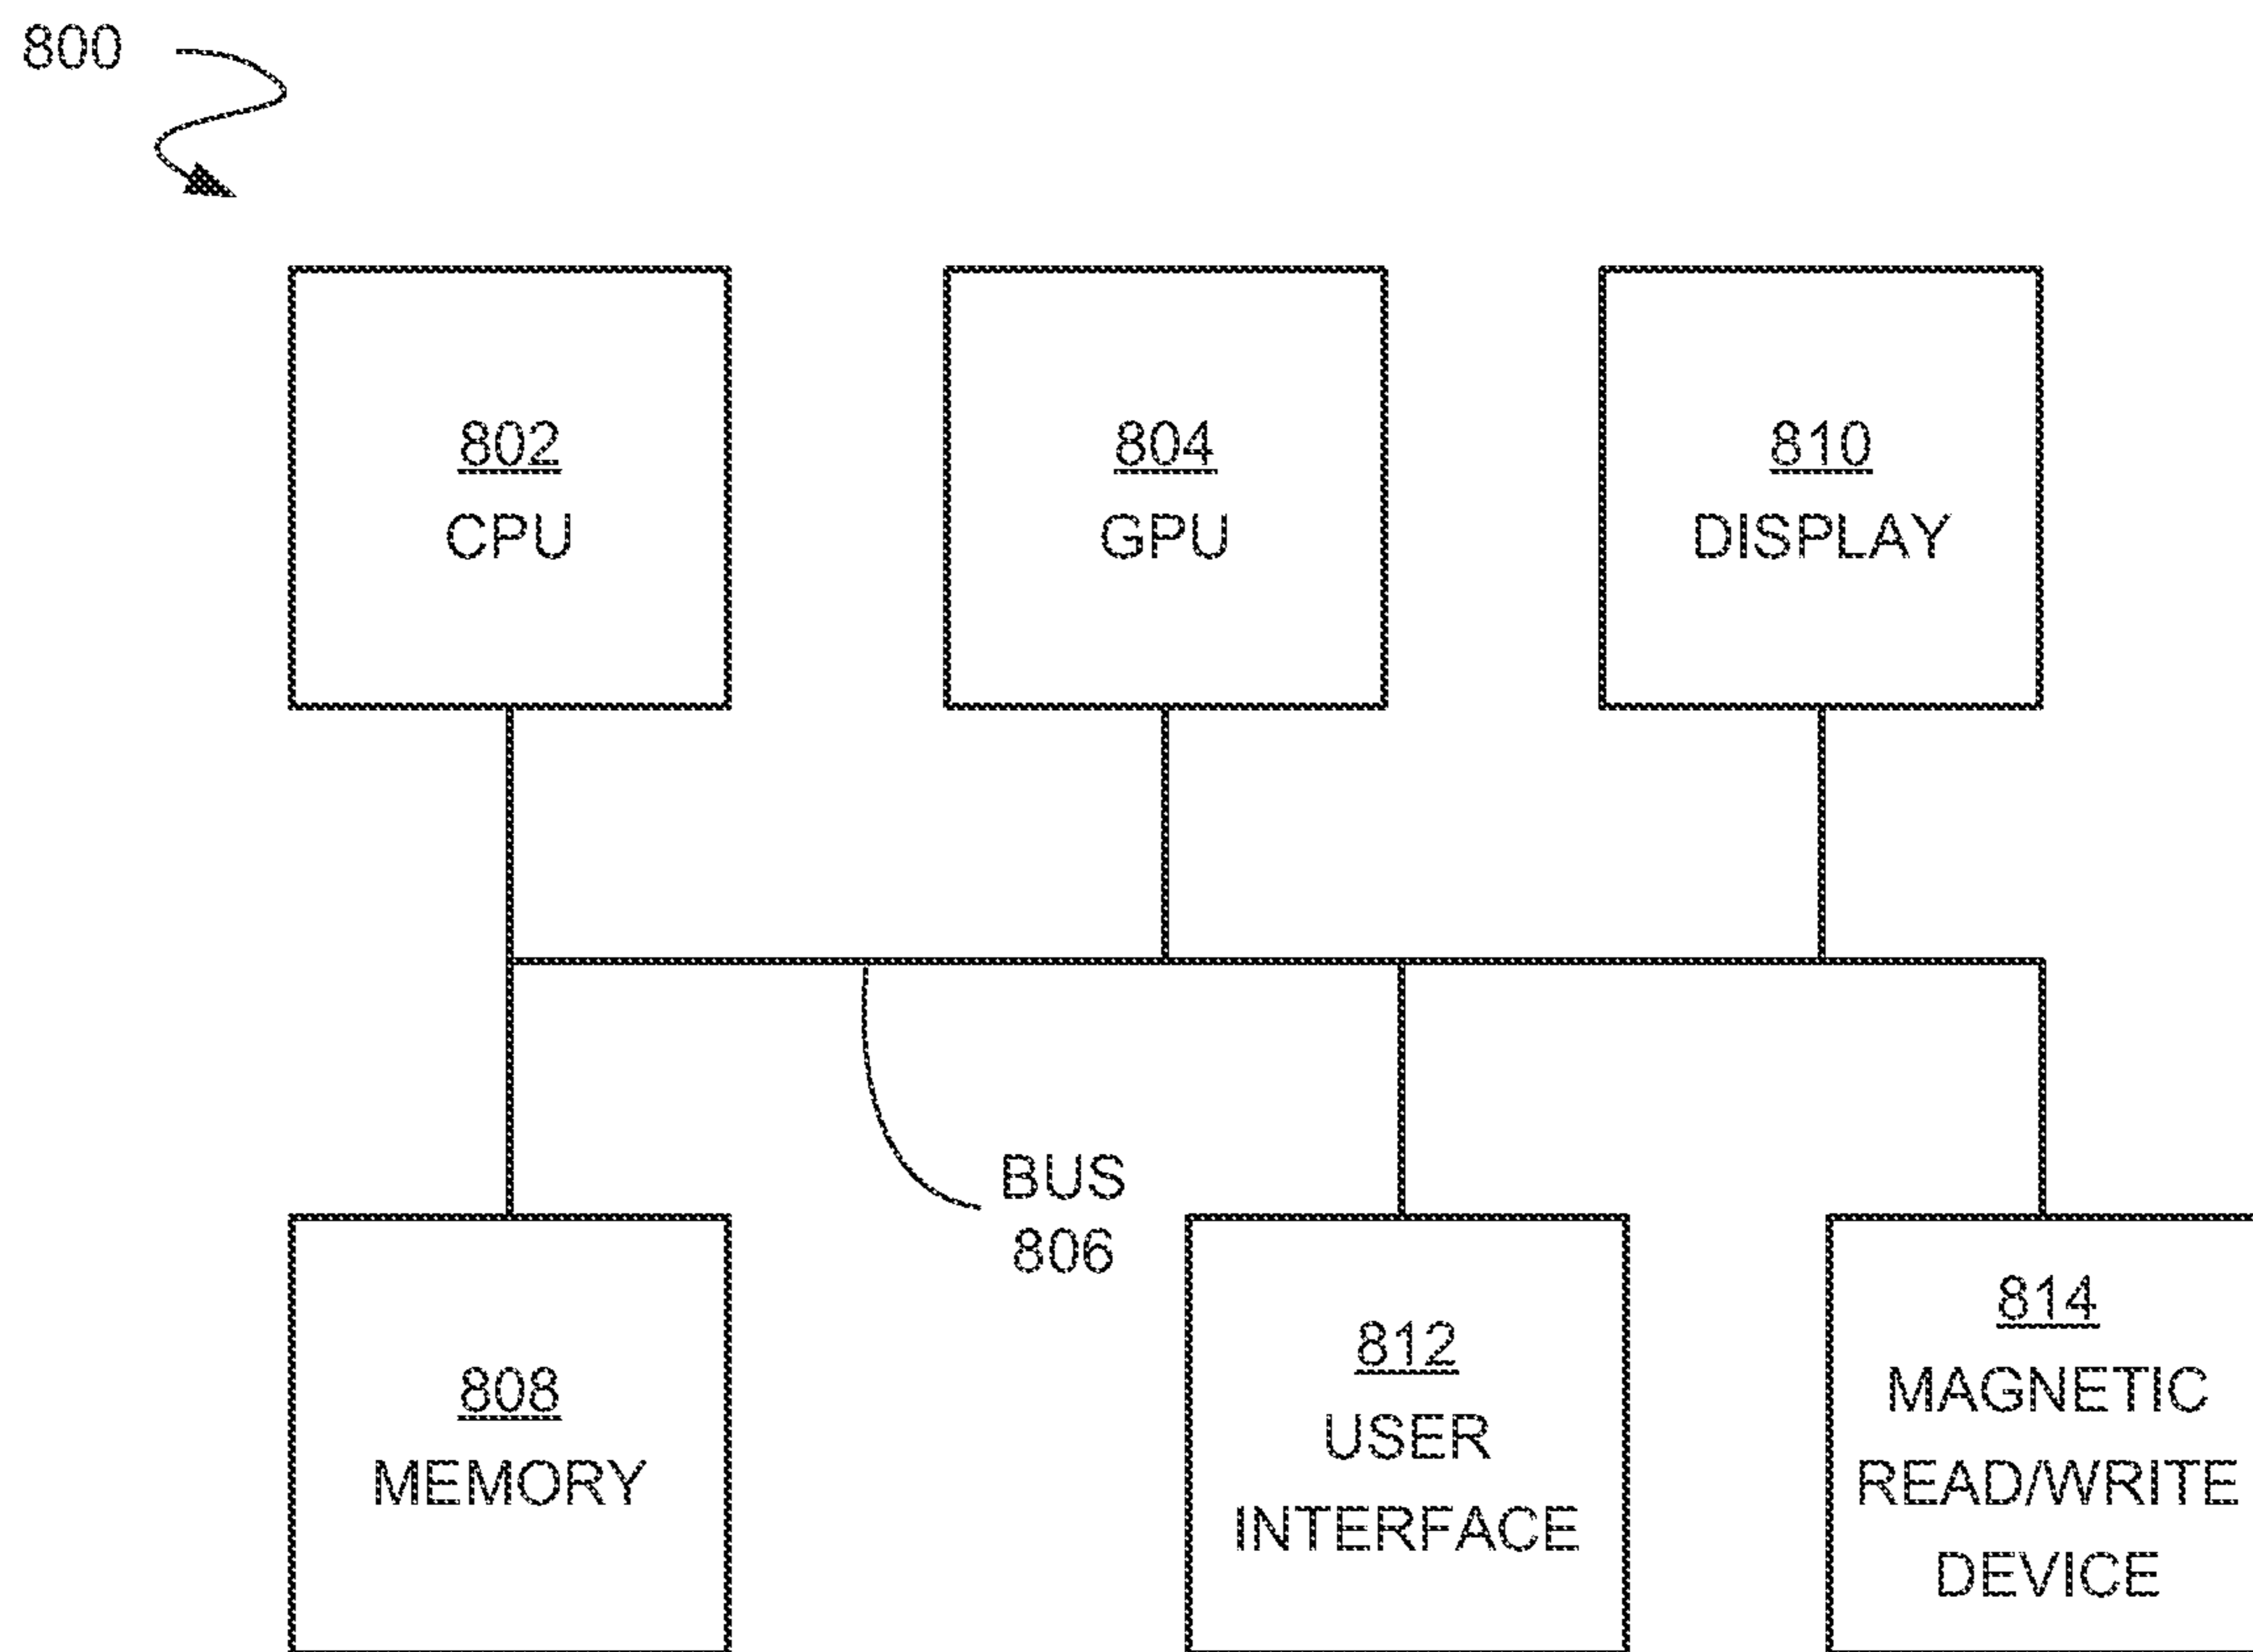 800
802
CPU
804
GPU
810
DISPLAY
BUS
806
808
MEMORY
812
USER
INTERFACE
814
MAGNETIC
READ/WRITE
DEVICE